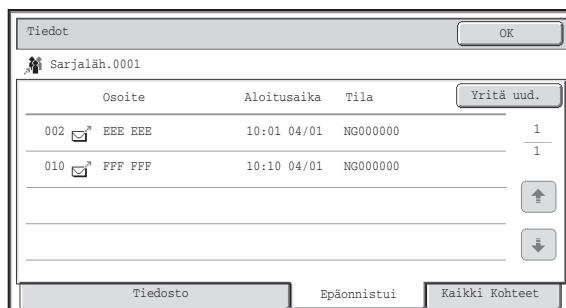 Tiedot OK
Sarjaläh.0001
Osoite Aloitusaika Tila Yritä uud.
002 EEE EEE 10:01 04/01 NG000000 1
1
010 FFF FFF 10:10 04/01 NG000000
Tiedosto Epäonnistui Kaikki Kohteet